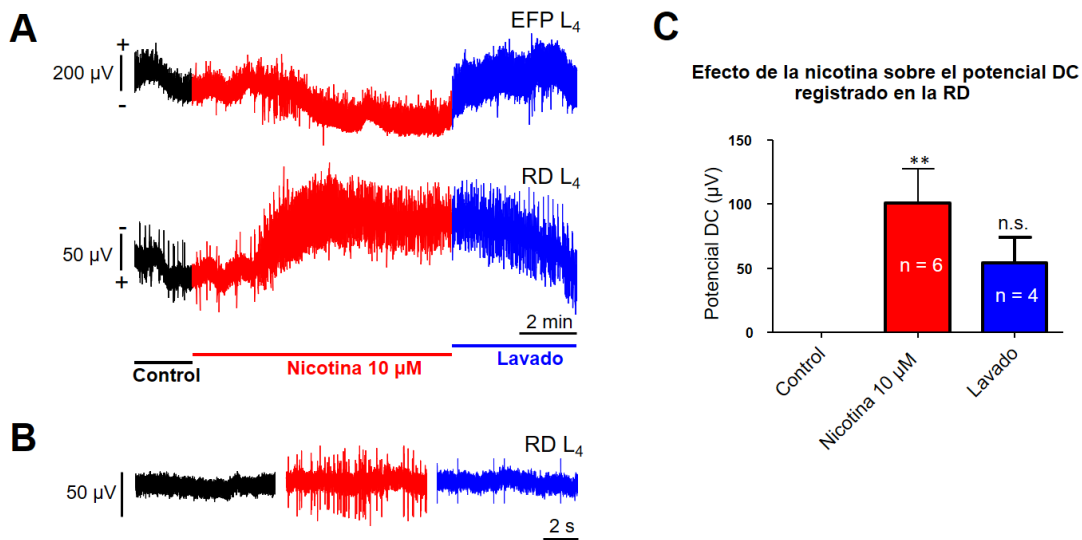 A
EFP L4
+
200 µV
-
RD L4
-
50 µV
+
2 min
Control
Nicotina 10 µM
Lavado
B
RD L4
50 µV
2 s
C
Efecto de la nicotina sobre el potencial DC
registrado en la RD
Potencial DC (µV)
150
100
50
0
**
n.s.
n = 6
n = 4
Control
Nicotina 10 µM
Lavado